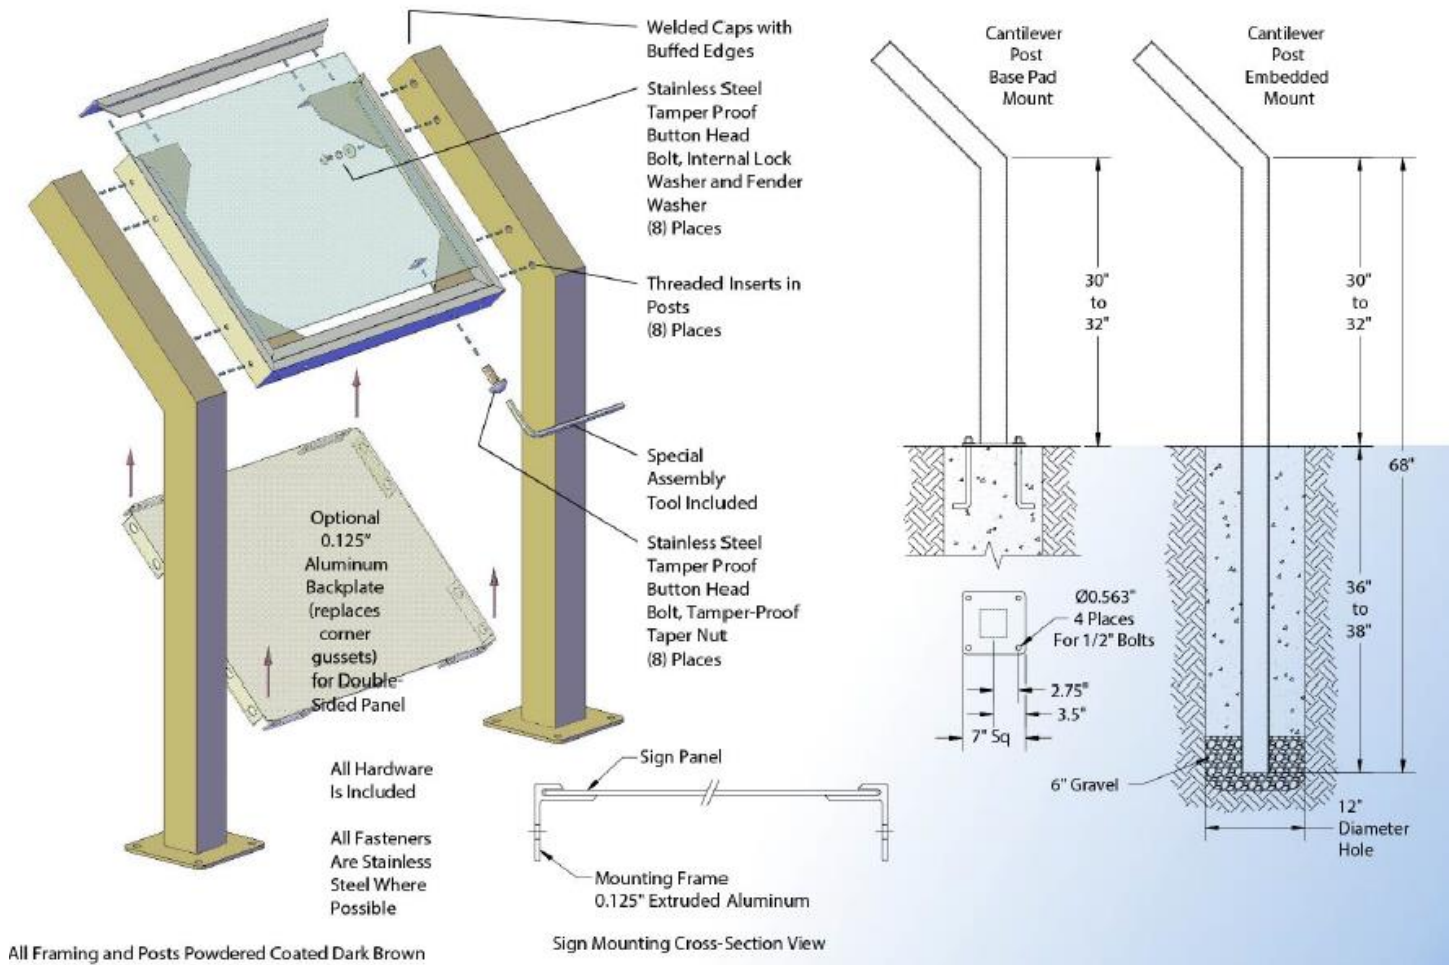 Welded Caps with
Buffed Edges
Stainless Steel
Tamper Proof
Button Head
Bolt, Internal Lock
Washer and Fender
Washer
(8) Places
Threaded Inserts in
Posts
(8) Places
Special
Assembly
Tool Included
Stainless Steel
Tamper Proof
Button Head
Bolt, Tamper-Proof
Taper Nut
(8) Places
Optional
0.125"
Aluminum
Backplate
(replaces
corner
gussets)
for Double-
Sided Panel
All Hardware
Is Included
All Fasteners
Are Stainless
Steel Where
Possible
All Framing and Posts Powdered Coated Dark Brown
Sign Panel
Mounting Frame
0.125" Extruded Aluminum
Sign Mounting Cross-Section View
Cantilever
Post
Base Pad
Mount
30"
to
32"
Ø0.563"
4 Places
For 1/2" Bolts
2.75"
3.5"
7" Sq
Cantilever
Post
Embedded
Mount
30"
to
32"
68"
36"
to
38"
6" Gravel
12"
Diameter
Hole